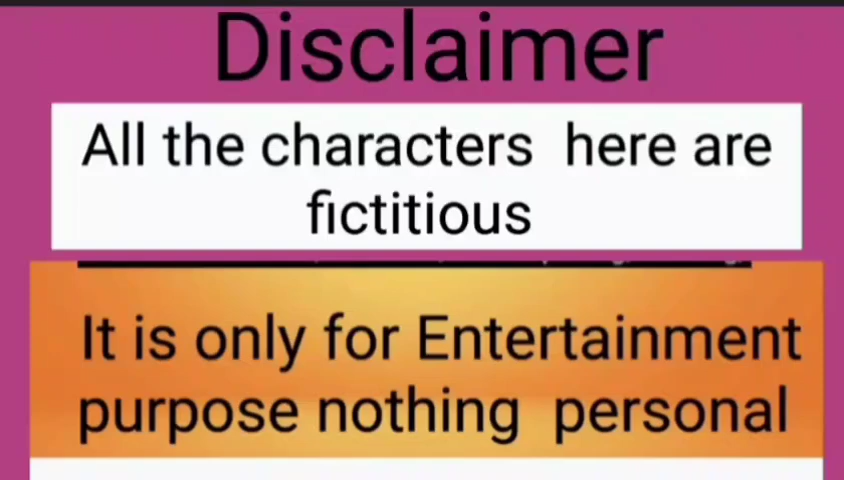 Disclaimer
All the characters here are
fictitious
It is only for Entertainment
purpose nothing personal